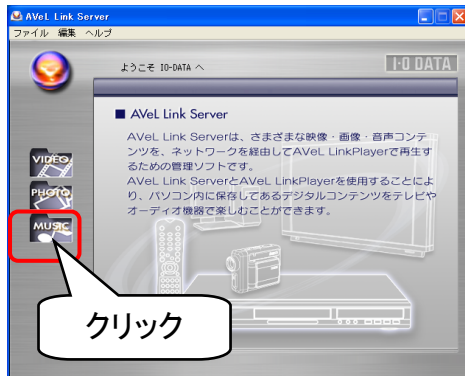 AVeL Link Server
ファイル 編集 ヘルプ
ようこそ IO-DATA へ
I·O DATA
■ AVeL Link Server
AVeL Link Serverは、さまざまな映像・画像・音声コンテ
ンツを、ネットワークを経由してAVeL LinkPlayerで再生す
るための管理ソフトです。
AVeL Link ServerとAVeL LinkPlayerを使用することによ
り、パソコン内に保存してあるデジタルコンテンツをテレビや
オーディオ機器で楽しむことができます。
VIDEO
PHOTO
MUSIC
クリック